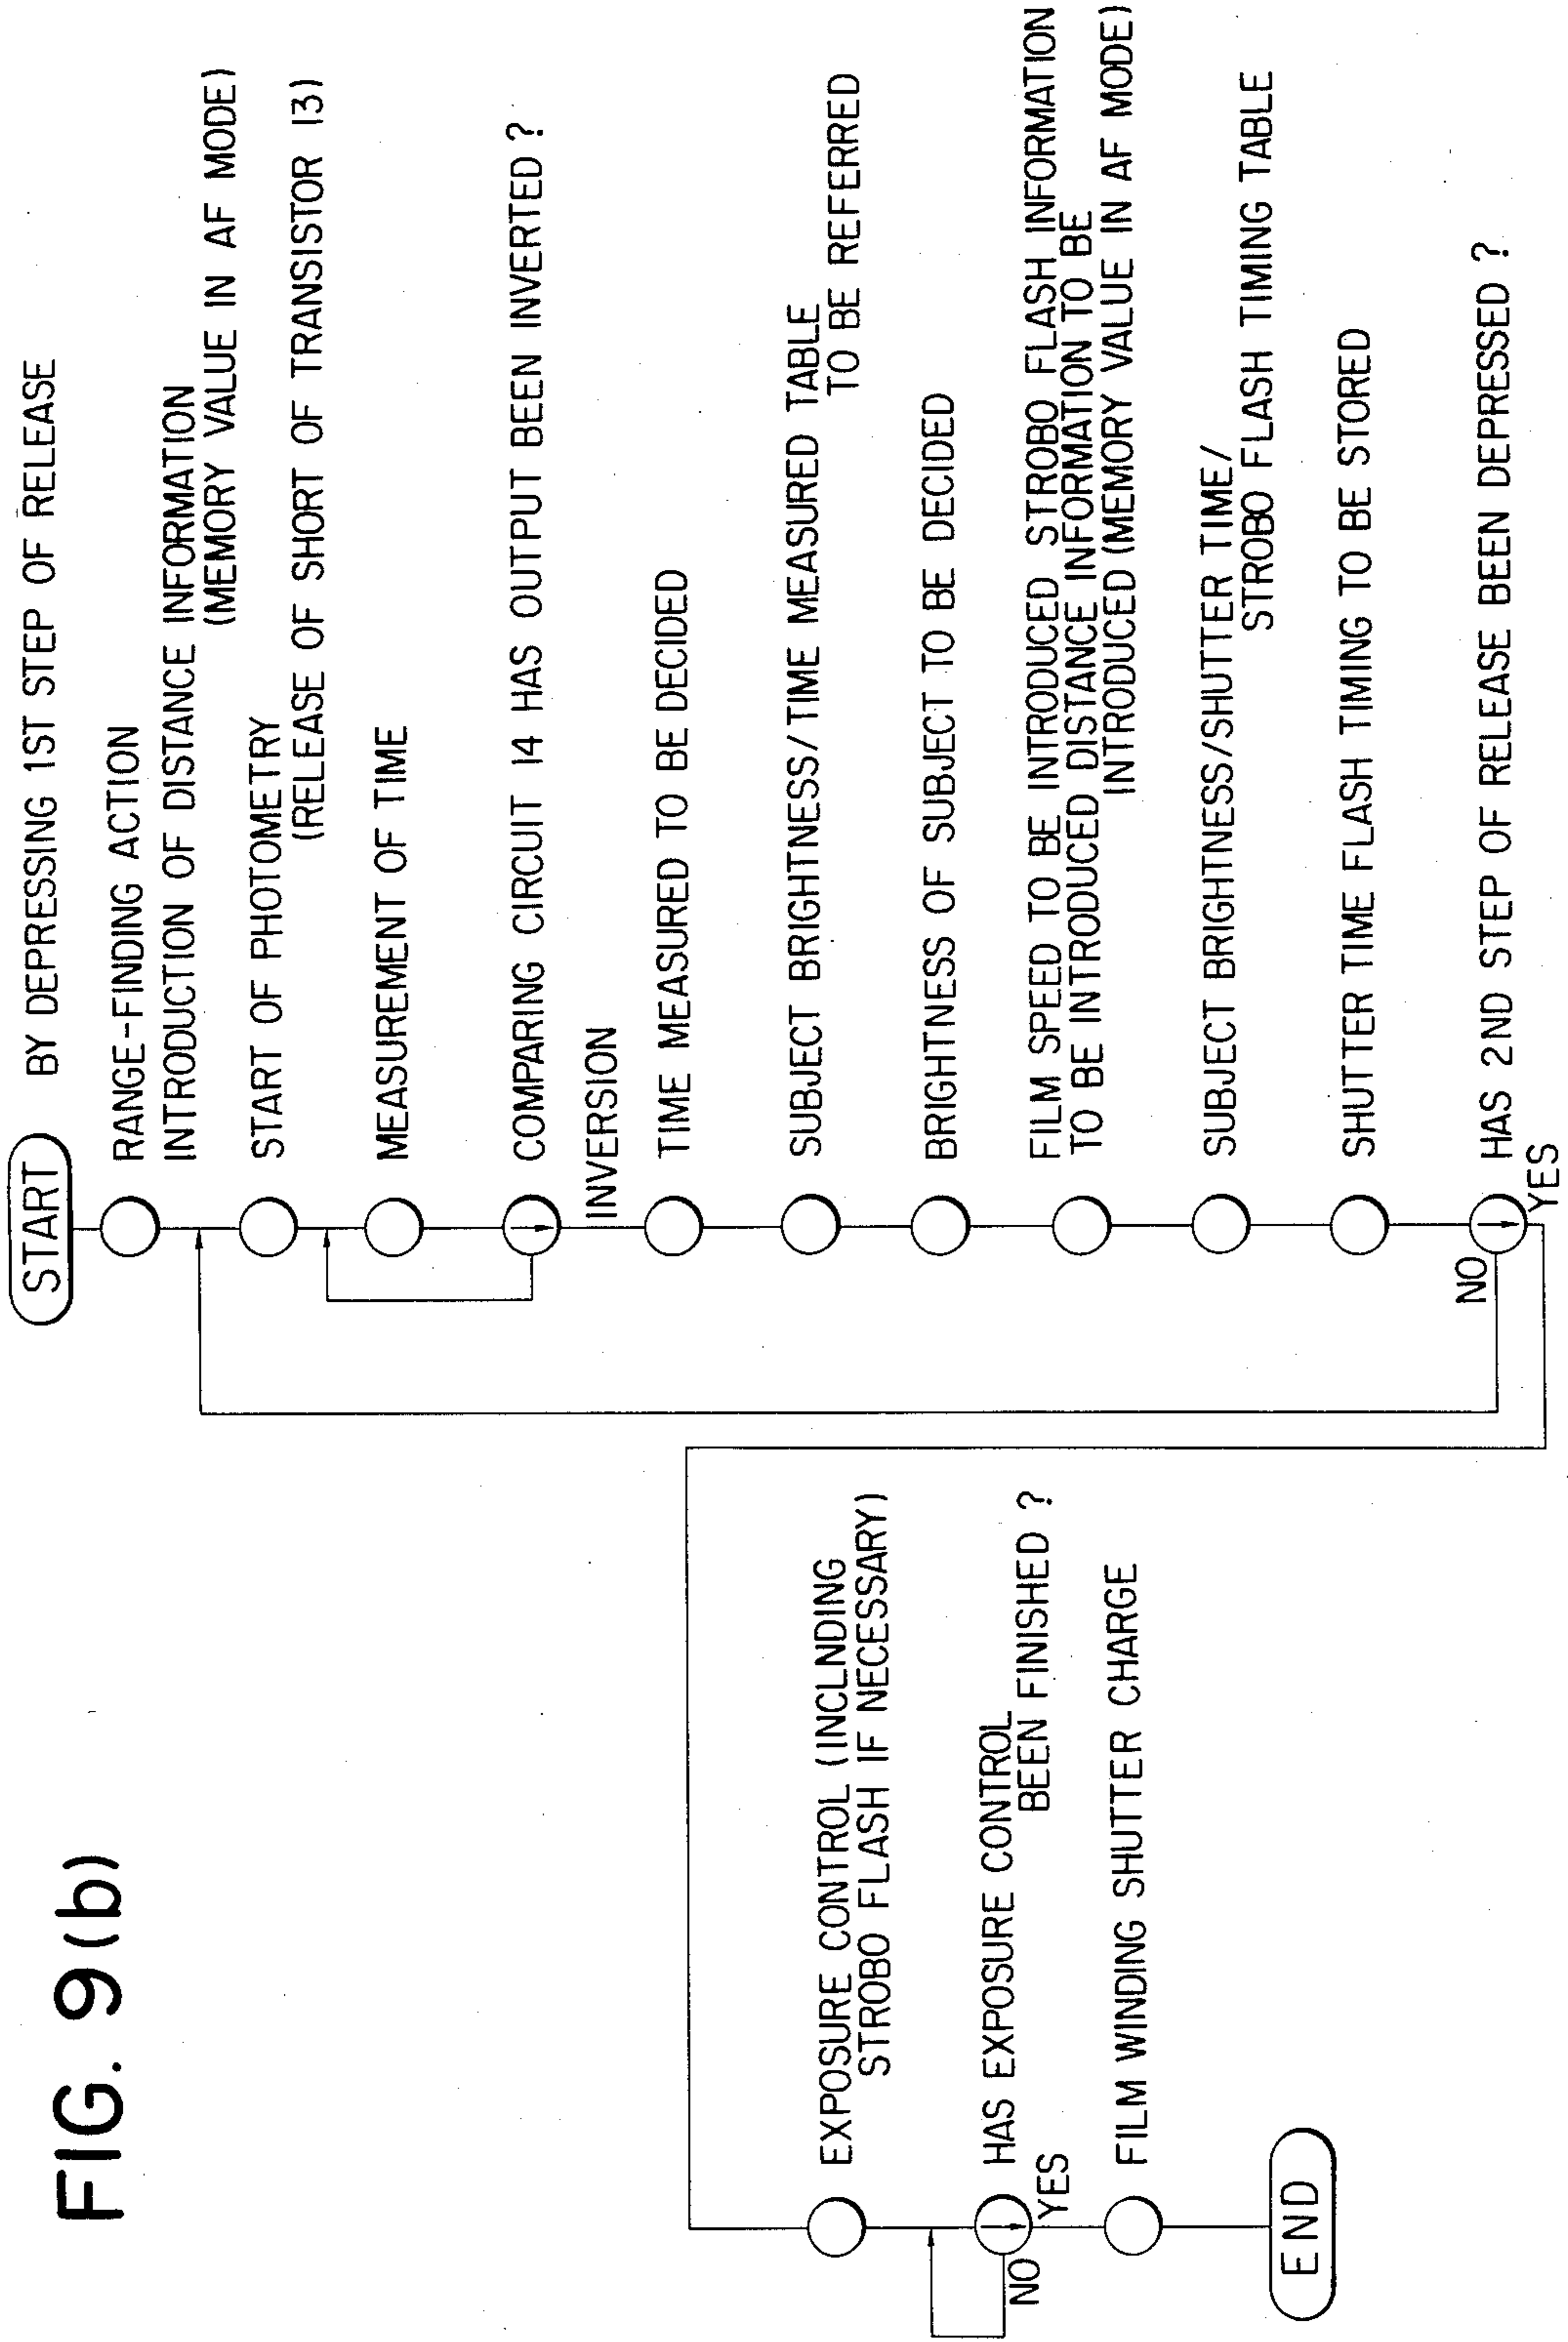 FIG. 9(b)
START
BY DEPRESSING 1ST STEP OF RELEASE
RANGE-FINDING ACTION
INTRODUCTION OF DISTANCE INFORMATION
(MEMORY VALUE IN AF MODE)
START OF PHOTOMETRY
(RELEASE OF SHORT OF TRANSISTOR 13)
MEASUREMENT OF TIME
COMPARING CIRCUIT 14 HAS OUTPUT BEEN INVERTED ?
INVERSION
TIME MEASURED TO BE DECIDED
SUBJECT BRIGHTNESS/TIME MEASURED TABLE
TO BE REFERRED
BRIGHTNESS OF SUBJECT TO BE DECIDED
FILM SPEED TO BE INTRODUCED STROBO FLASH INFORMATION
TO BE INTRODUCED DISTANCE INFORMATION TO BE
INTRODUCED (MEMORY VALUE IN AF MODE)
SUBJECT BRIGHTNESS/SHUTTER TIME/
STROBO FLASH TIMING TABLE
SHUTTER TIME FLASH TIMING TO BE STORED
HAS 2ND STEP OF RELEASE BEEN DEPRESSED ?
NO
YES
EXPOSURE CONTROL (INCLNDING
STROBO FLASH IF NECESSARY)
HAS EXPOSURE CONTROL
BEEN FINISHED ?
NO
YES
FILM WINDING SHUTTER CHARGE
END